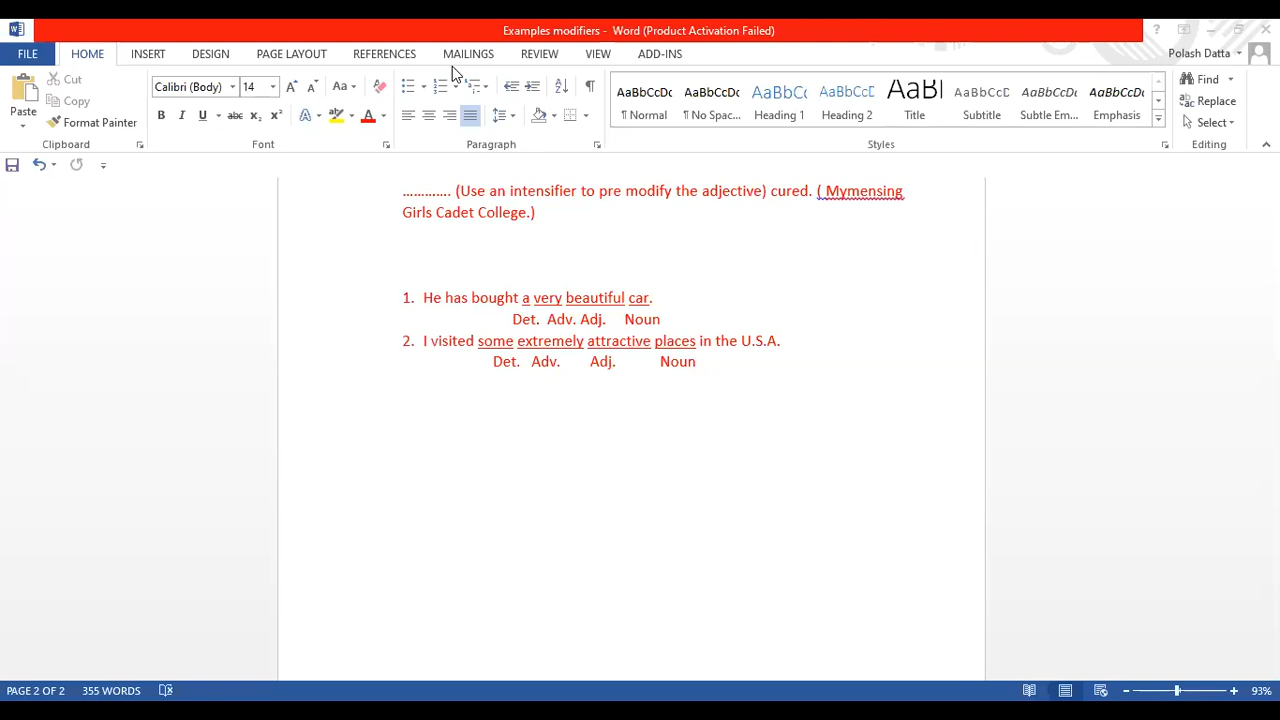 Examples modifiers - Word (Product Activation Failed)
FILE HOME INSERT DESIGN PAGE LAYOUT REFERENCES MAILINGS REVIEW VIEW ADD-INS Polash Datta
Paste Cut Copy Format Painter
Calibri (Body) 14
AaBbCcDc AaBbCcDc AaBbCc AaBbCcD AaBl AaBbCcD AaBbCcDc AaBbCcDc
¶ Normal ¶ No Spac... Heading 1 Heading 2 Title Subtitle Subtle Em... Emphasis
Find Replace Select
Clipboard Font Paragraph Styles Editing
…………. (Use an intensifier to pre modify the adjective) cured. ( Mymensing
Girls Cadet College.)
1. He has bought a very beautiful car.
Det. Adv. Adj. Noun
2. I visited some extremely attractive places in the U.S.A.
Det. Adv. Adj. Noun
PAGE 2 OF 2 355 WORDS 93%